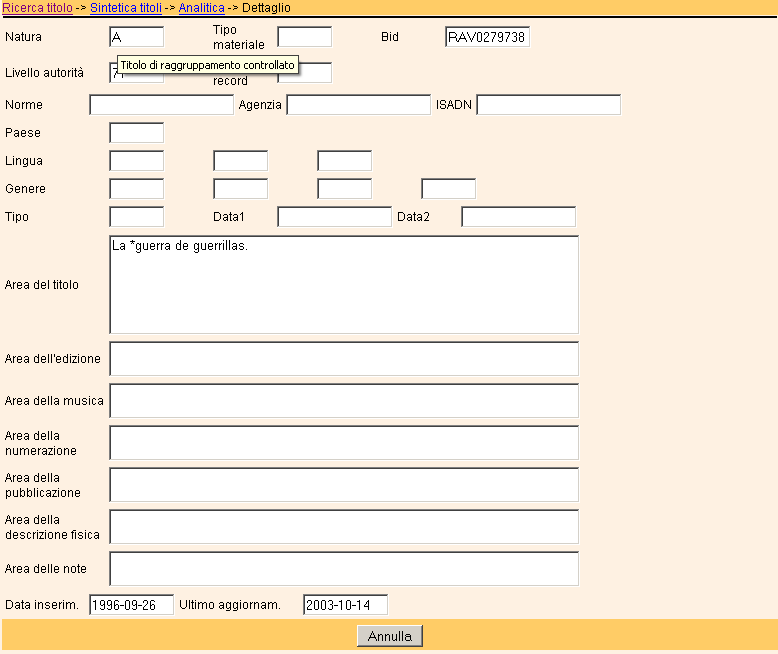 Ricerca titolo -> Sintetica titoli -> Analitica -> Dettaglio
Natura A Tipo materiale Bid RAV0279738
Titolo di raggruppamento controllato
Livello autorità record
Norme Agenzia ISADN
Paese
Lingua
Genere
Tipo Data1 Data2
Area del titolo La *guerra de guerrillas.
Area dell'edizione
Area della musica
Area della
numerazione
Area della
pubblicazione
Area della
descrizione fisica
Area delle note
Data inserim. 1996-09-26 Ultimo aggiornam. 2003-10-14
Annulla